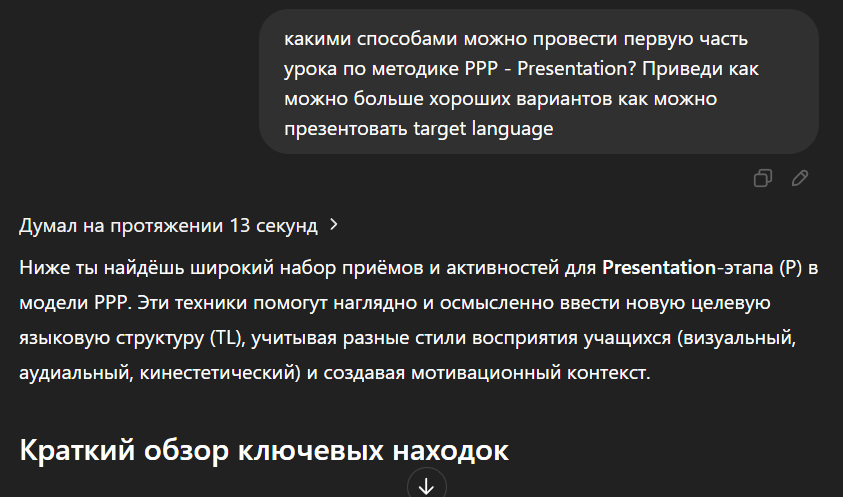 какими способами можно провести первую часть
урока по методике PPP - Presentation? Приведи как
можно больше хороших вариантов как можно
презентовать target language
Думал на протяжении 13 секунд
Ниже ты найдёшь широкий набор приёмов и активностей для Presentation-этапа (P) в
модели PPP. Эти техники помогут наглядно и осмысленно ввести новую целевую
языковую структуру (TL), учитывая разные стили восприятия учащихся (визуальный,
аудиальный, кинестетический) и создавая мотивационный контекст.
Краткий обзор ключевых находок